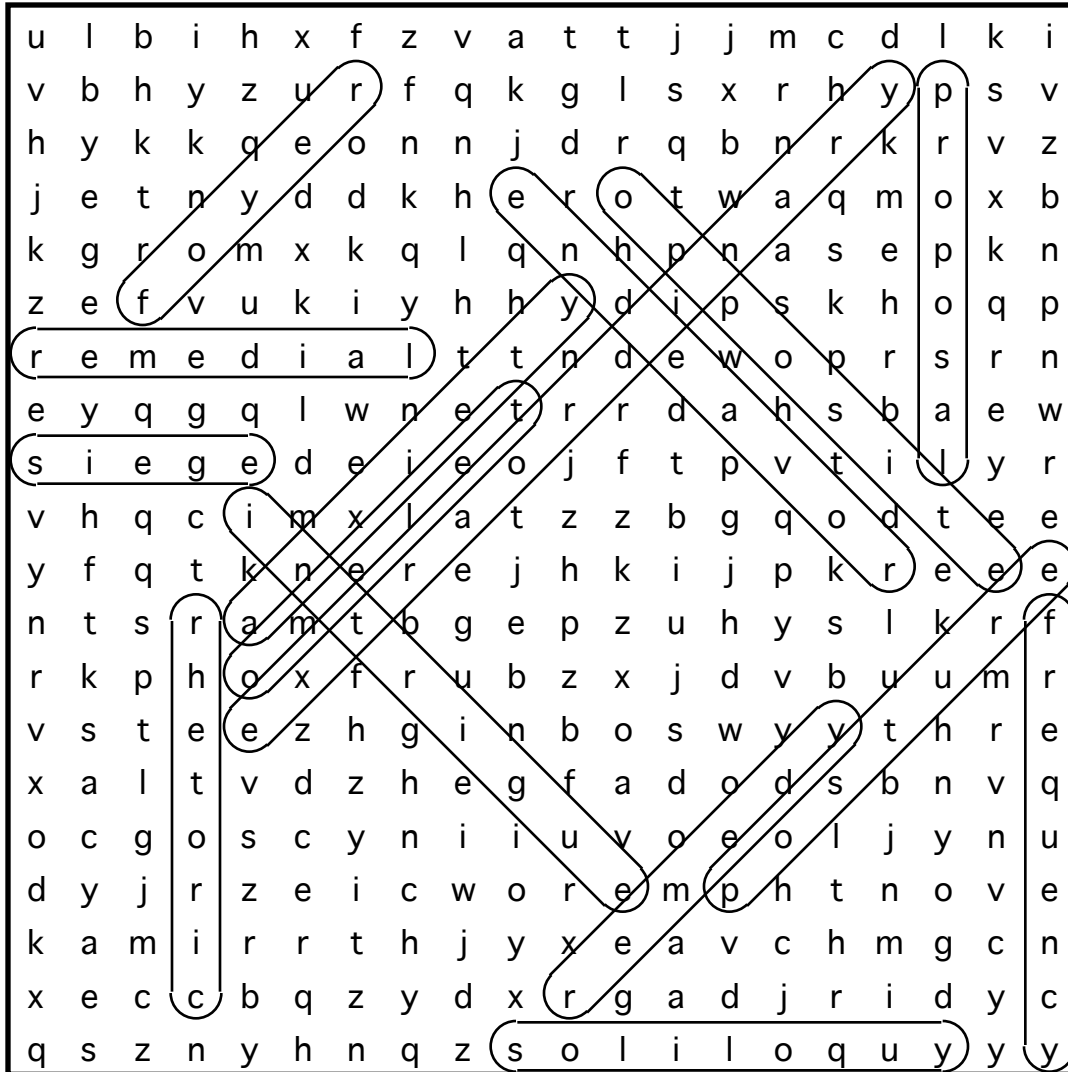 u l b i h x f z v a t t j j m c d l k i
v b h y z u r f q k g l s x r h y p s v
h y k k q e o n n j d r q b n r k r v z
j e t n y d d k h e r o t w a q m o x b
k g r o m x k q l q n h p n a s e p k n
z e f v u k i y h h y d i p s k h o q p
r e m e d i a l t t n d e w o p r s r n
e y q g q l w n e t r r d a h s b a e w
s i e g e d e i e o j f t p v t i l y r
v h q c i m x l a t z z b g q o d t e e
y f q t k n e r e j h k i j p k r e e e
n t s r a m t b g e p z u h y s l k r f
r k p h o x f r u b z x j d v b u u m r
v s t e e z h g i n b o s w y y t h r e
x a l t v d z h e g f a d o d s b n v q
o c g o s c y n i i u v o e o l j y n u
d y j r z e i c w o r e m p h t n o v e
k a m i r r t h j y x e a v c h m g c n
x e c c b q z y d x r g a d j r i d y c
q s z n y h n q z s o l i l o q u y y y